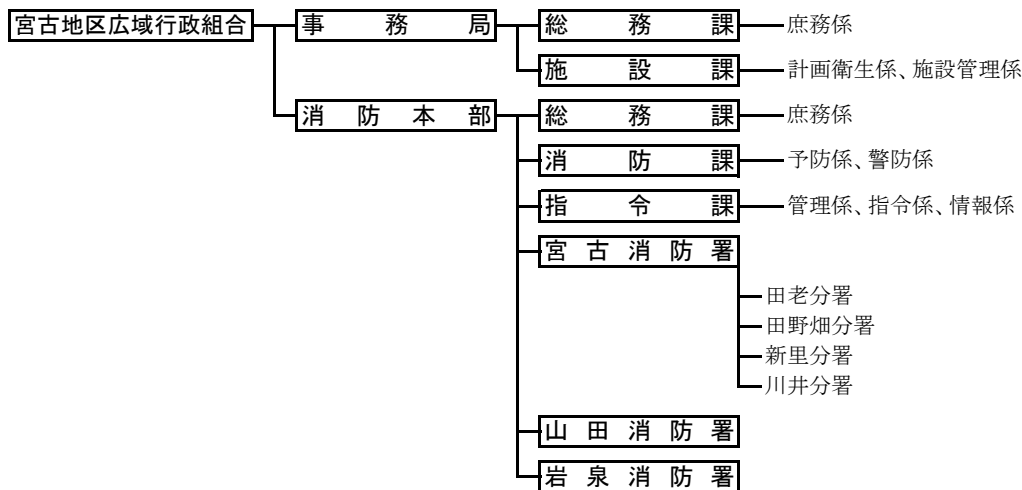 宮古地区広域行政組合 事務局 総務課 庶務係
施設課 計画衛生係、施設管理係
消防本部 総務課 庶務係
消防課 予防係、警防係
指令課 管理係、指令係、情報係
宮古消防署
田老分署
田野畑分署
新里分署
川井分署
山田消防署
岩泉消防署